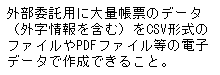 外部委託用に大量帳票のデータ
（外字情報を含む）をCSV形式の
ファイルやPDFファイル等の電子
データで作成できること。